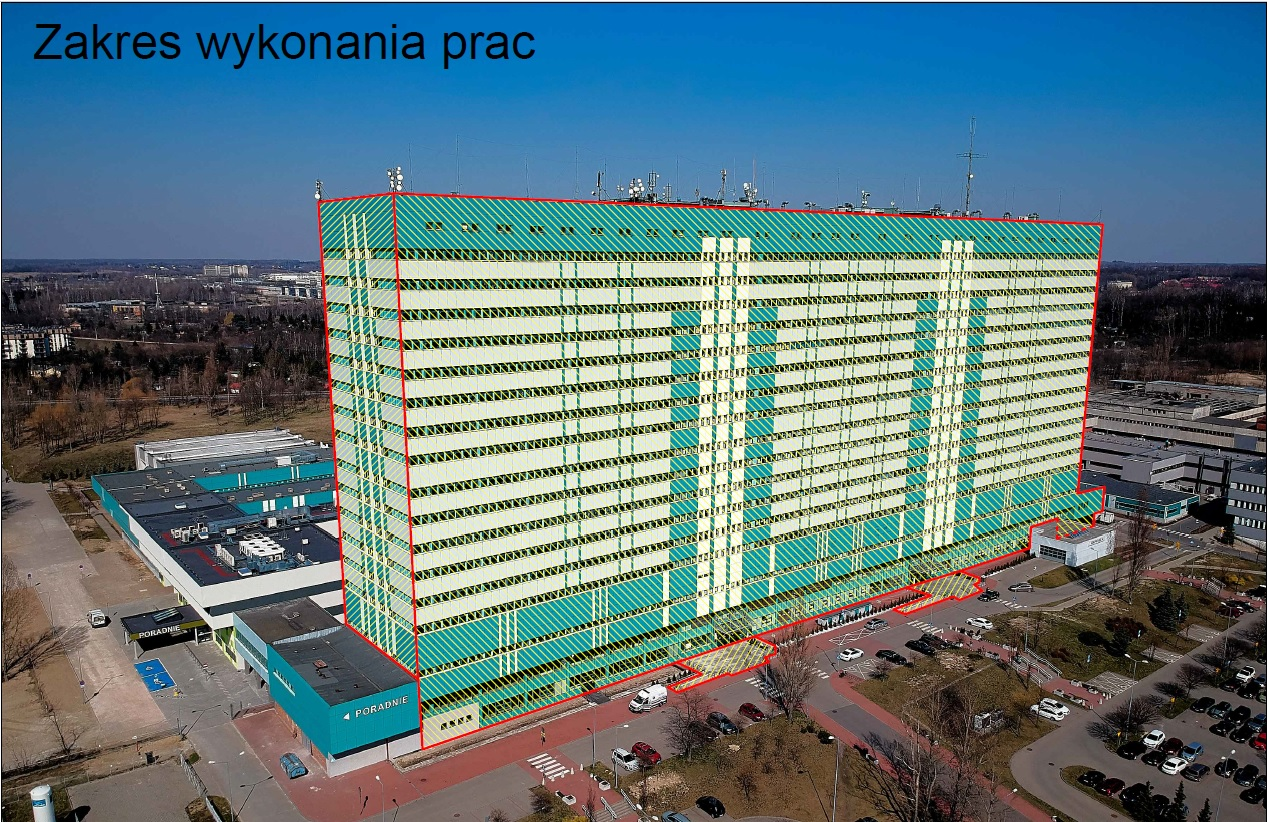 Zakres wykonania prac
PORADNIE
◄ PORADNIE